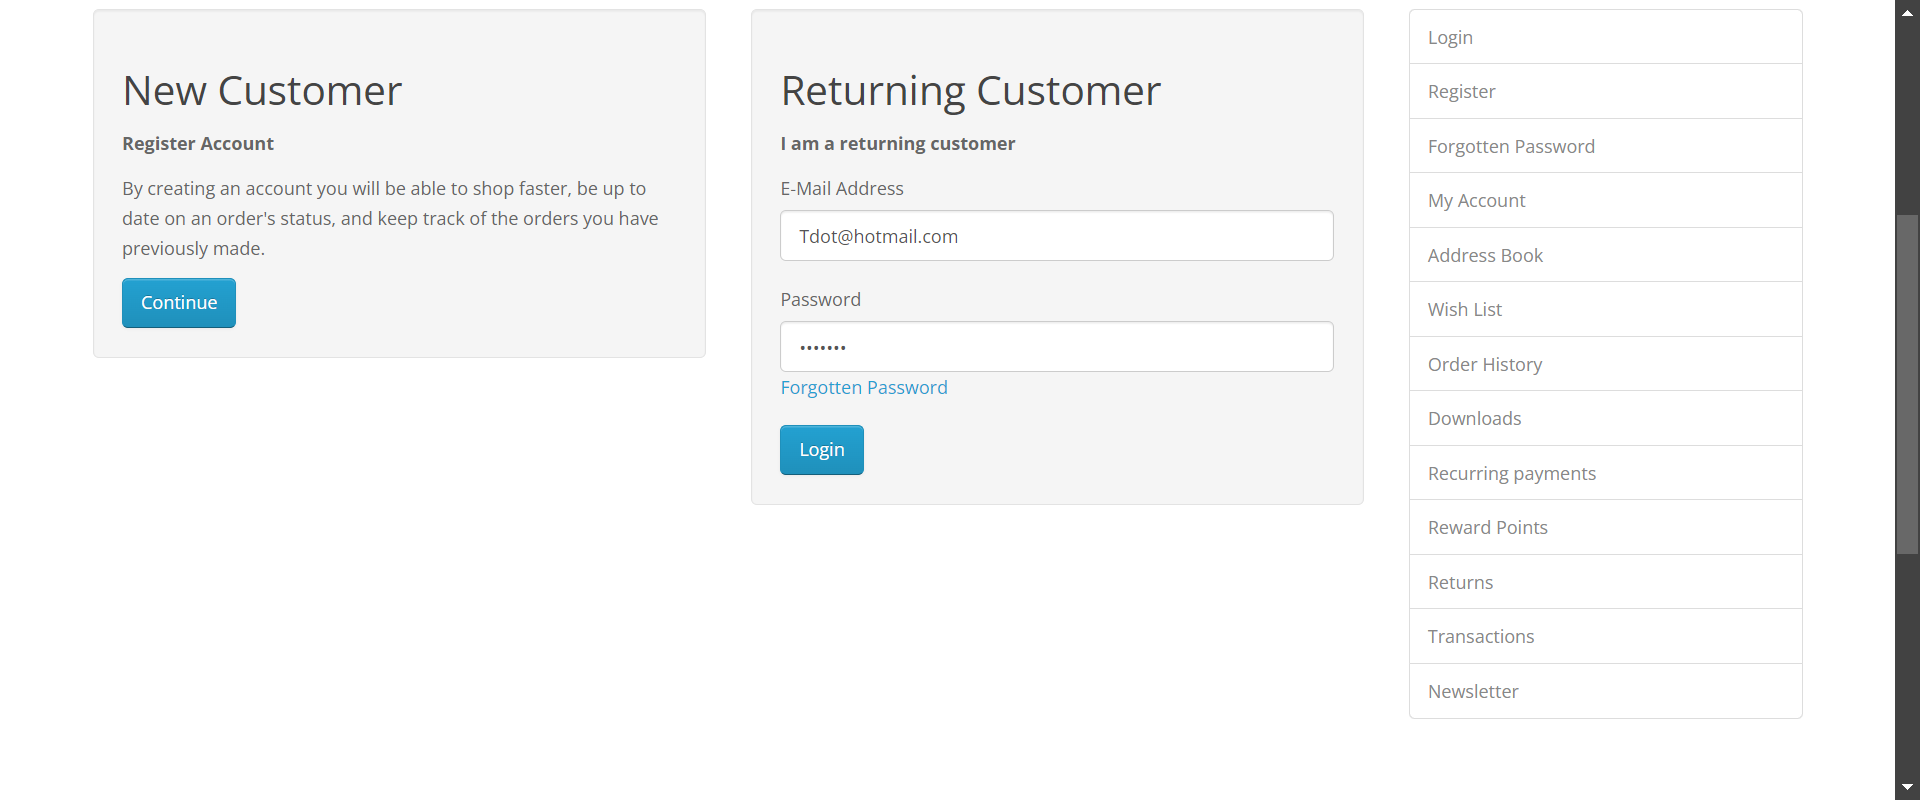 New Customer
Register Account
By creating an account you will be able to shop faster, be up to
date on an order's status, and keep track of the orders you have
previously made.
Continue
Returning Customer
I am a returning customer
E-Mail Address
Tdot@hotmail.com
Password
•••••••
Forgotten Password
Login
Login
Register
Forgotten Password
My Account
Address Book
Wish List
Order History
Downloads
Recurring payments
Reward Points
Returns
Transactions
Newsletter